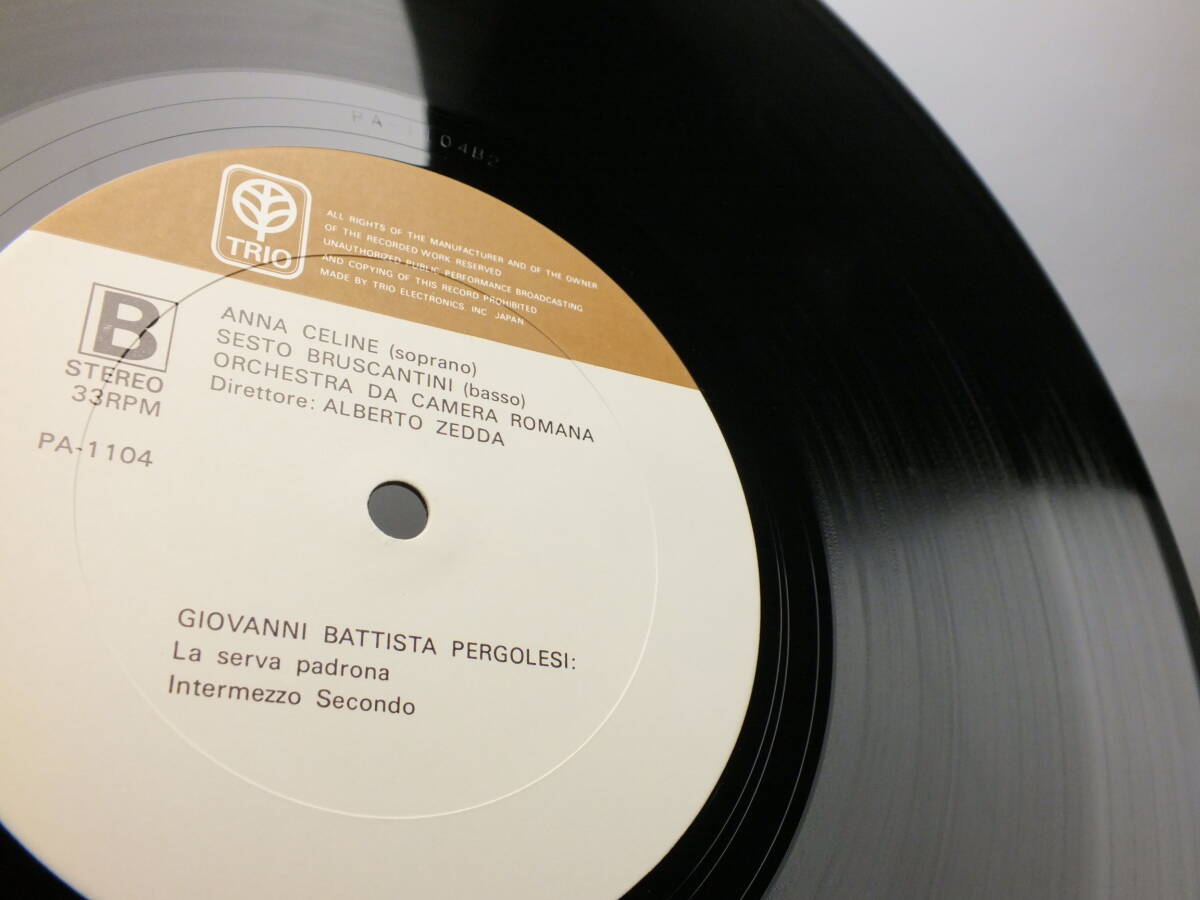 PA-1104B2
TRIO
ALL RIGHTS OF THE MANUFACTURER AND OF THE OWNER
OF THE RECORDED WORK RESERVED
UNAUTHORIZED PUBLIC PERFORMANCE BROADCASTING
AND COPYING OF THIS RECORD PROHIBITED
MADE BY TRIO ELECTRONICS INC JAPAN
B
STEREO
33RPM
PA-1104
ANNA CELINE (soprano)
SESTO BRUSCANTINI (basso)
ORCHESTRA DA CAMERA ROMANA
Direttore: ALBERTO ZEDDA
GIOVANNI BATTISTA PERGOLESI:
La serva padrona
Intermezzo Secondo